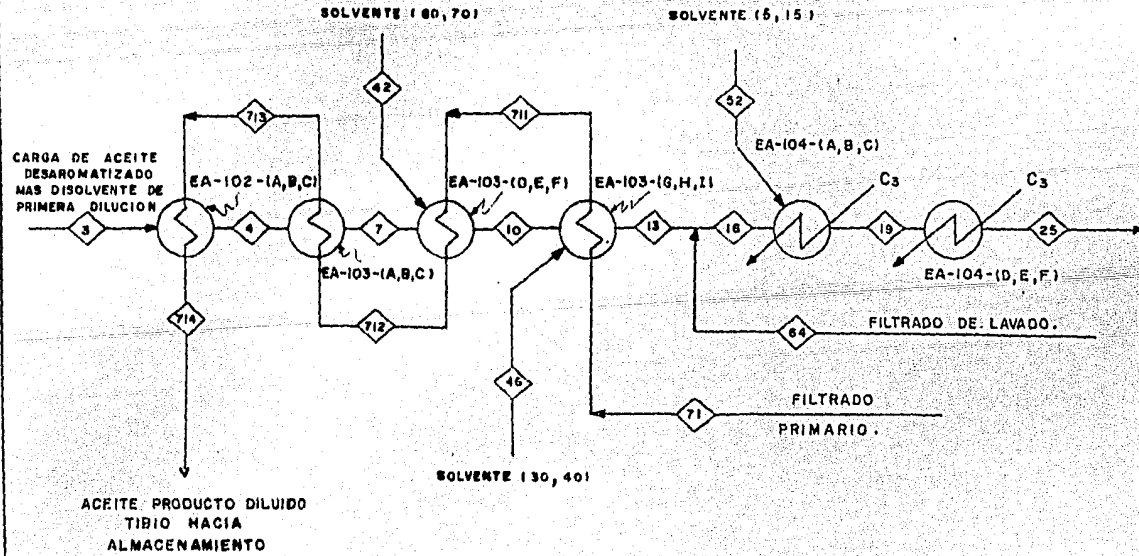 SOLVENTE (60,70)
SOLVENTE (5,15)
42
52
713
711
EA-104-(A,B,C)
CARGA DE ACEITE
DESAROMATIZADO
MAS DISOLVENTE DE
PRIMERA DILUCION
EA-102-(A,B,C)
EA-103-(D,E,F)
EA-103-(G,H,I)
C3
C3
3
4
7
10
13
16
19
25
EA-103-(A,B,C)
EA-104-(D,E,F)
714
712
64
FILTRADO DE LAVADO.
46
71
FILTRADO
PRIMARIO.
SOLVENTE (30,40)
ACEITE PRODUCTO DILUIDO
TIBIO HACIA
ALMACENAMIENTO